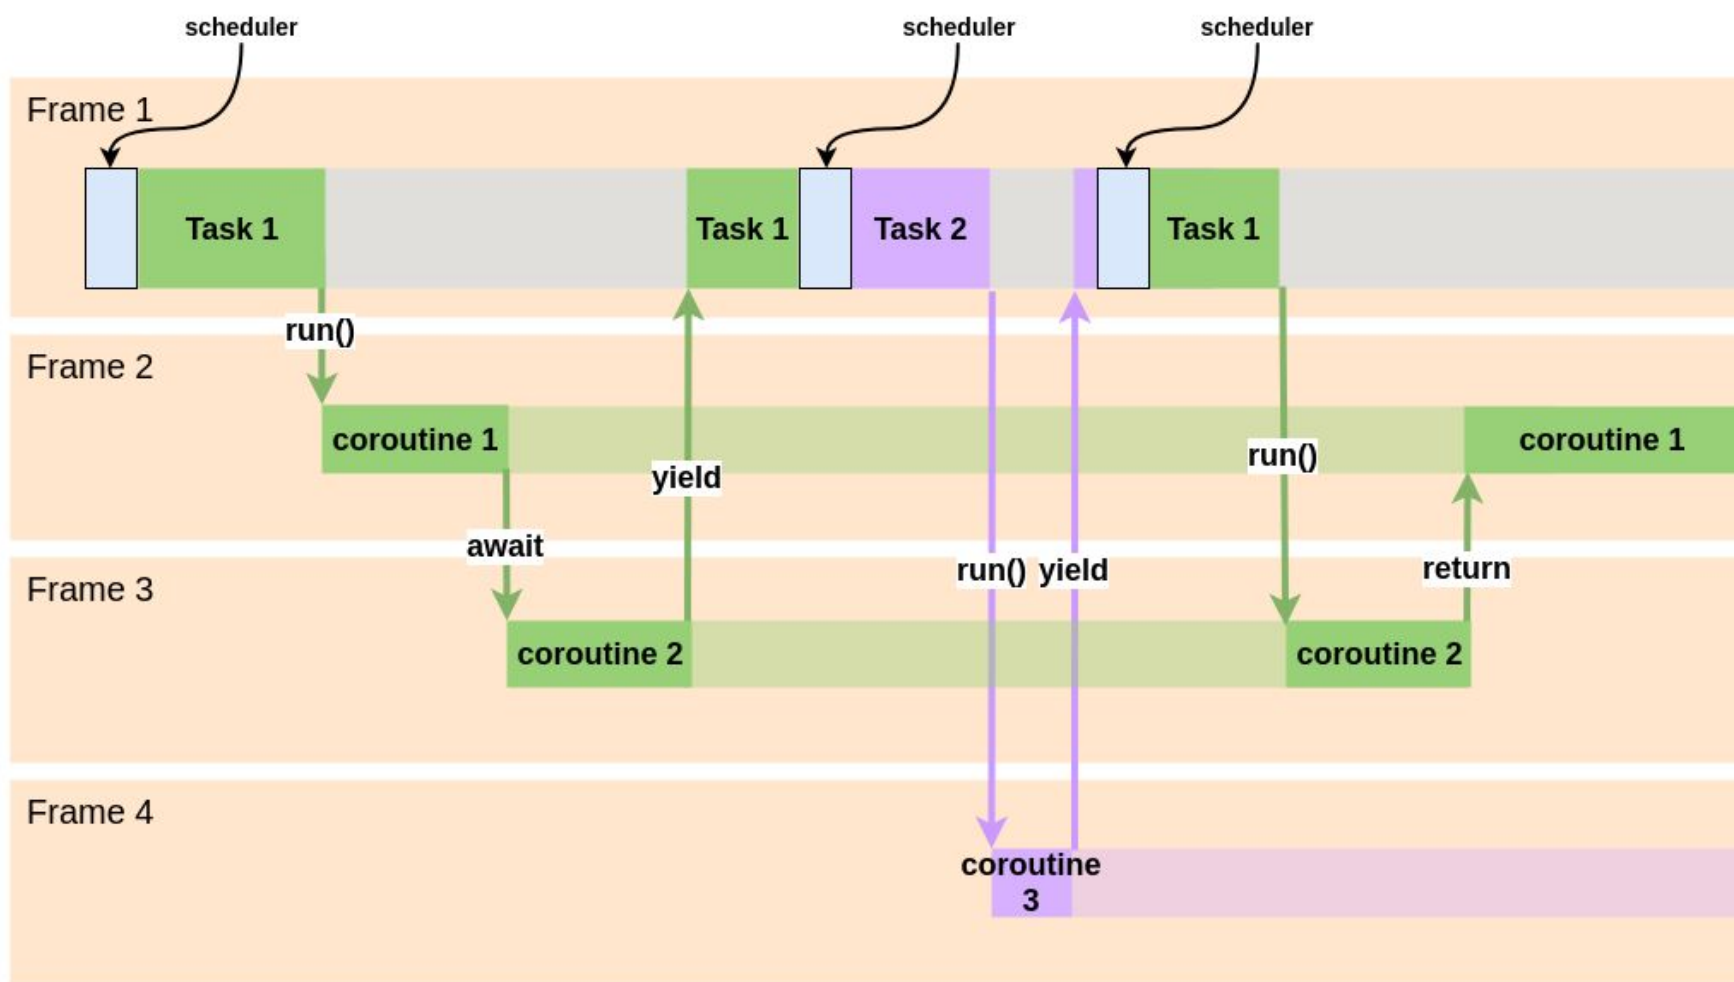 scheduler
scheduler
scheduler
Frame 1
Task 1
Task 1
Task 2
Task 1
run()
Frame 2
coroutine 1
coroutine 1
run()
yield
await
run()
yield
return
Frame 3
coroutine 2
coroutine 2
Frame 4
coroutine
3